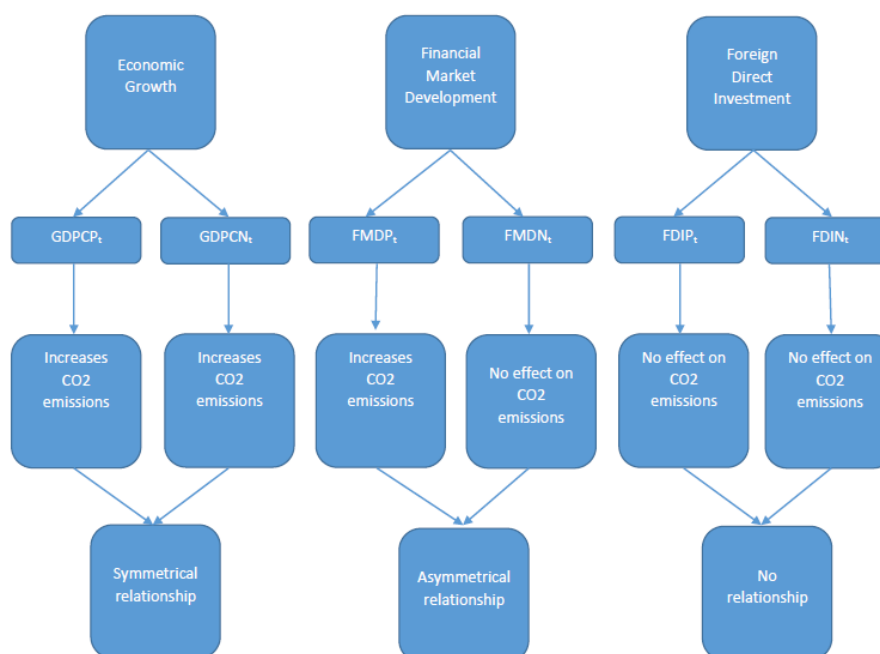 Economic
Growth
Financial
Market
Development
Foreign
Direct
Investment
GDPCPₜ
GDPCNₜ
FMDPₜ
FMDNₜ
FDIPₜ
FDINₜ
Increases
CO2
emissions
Increases
CO2
emissions
Increases
CO2
emissions
No effect on
CO2
emissions
No effect on
CO2
emissions
No effect on
CO2
emissions
Symmetrical
relationship
Asymmetrical
relationship
No
relationship